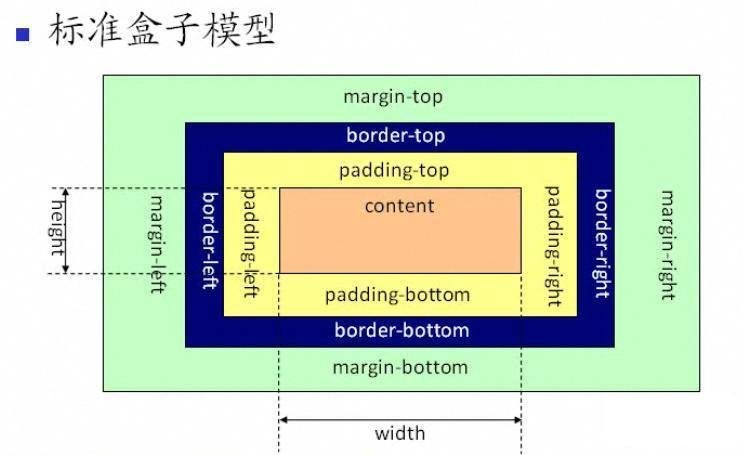 标准盒子模型
margin-top
border-top
padding-top
content
height
margin-left
border-left
padding-left
padding-right
border-right
margin-right
padding-bottom
border-bottom
margin-bottom
width